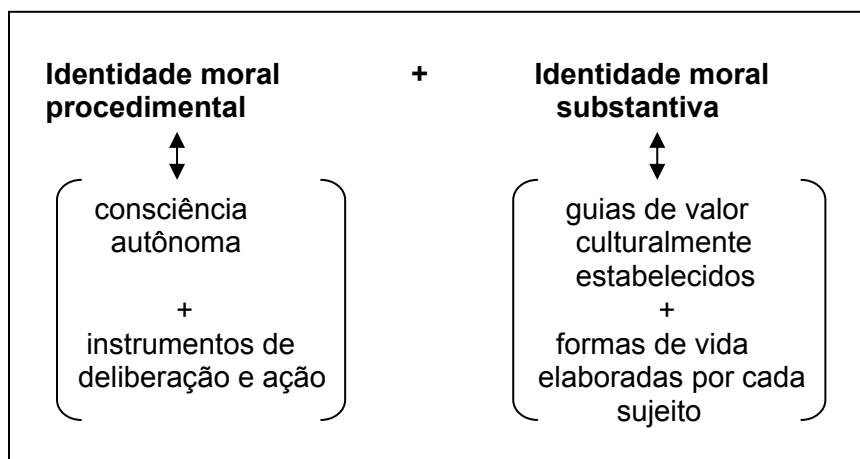 Identidade moral + Identidade moral
procedimental substantiva
consciência
autônoma
+
instrumentos de
deliberação e ação
guias de valor
culturalmente
estabelecidos
+
formas de vida
elaboradas por cada
sujeito